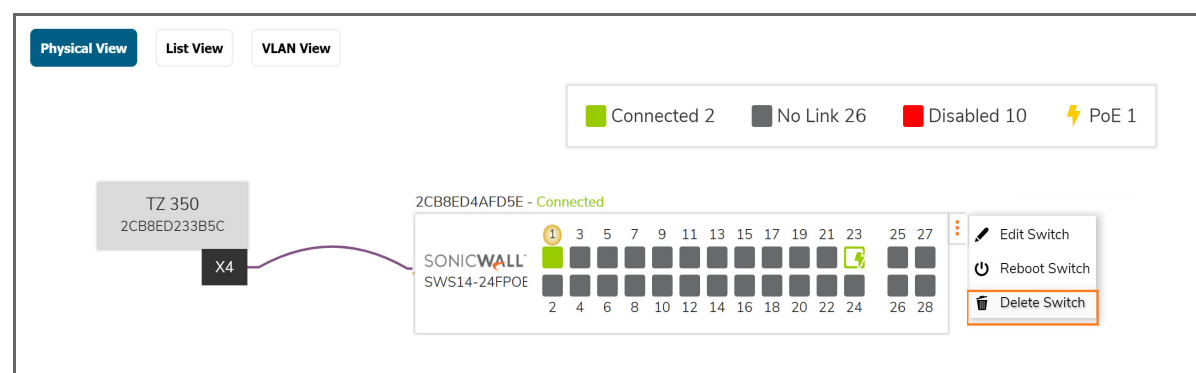 Physical View List View VLAN View
Connected 2 No Link 26 Disabled 10 PoE 1
TZ 350
2CB8ED233B5C
X4
2CB8ED4AFD5E - Connected
1 3 5 7 9 11 13 15 17 19 21 23 25 27
SONICWALL
SWS14-24FPOE
2 4 6 8 10 12 14 16 18 20 22 24 26 28
Edit Switch
Reboot Switch
Delete Switch